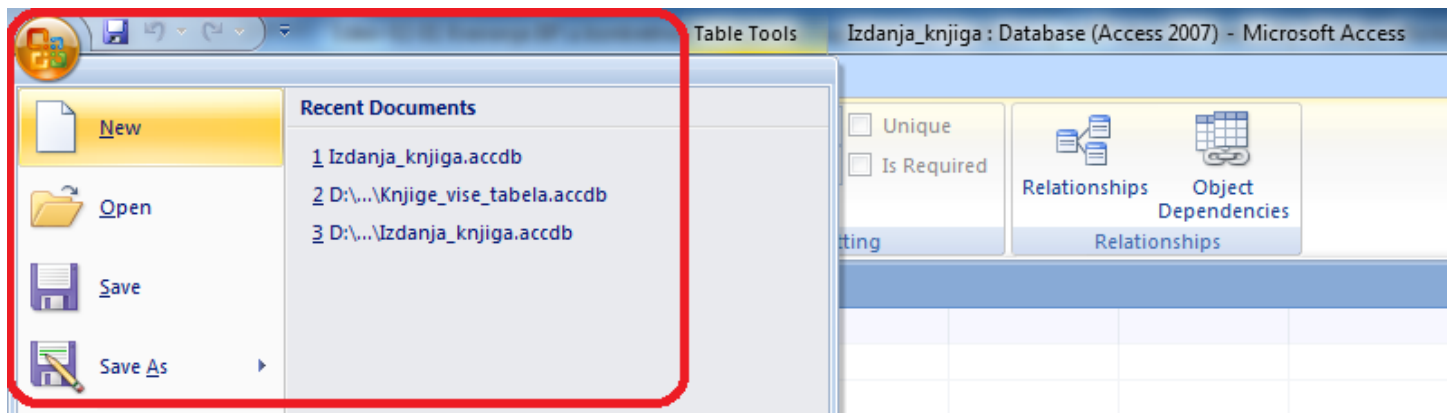 Table Tools
Izdanja_knjiga : Database (Access 2007) - Microsoft Access
New
Open
Save
Save As
Recent Documents
1 Izdanja_knjiga.accdb
2 D:\...\Knjige_vise_tabela.accdb
3 D:\...\Izdanja_knjiga.accdb
Unique
Is Required
tting
Relationships
Object
Dependencies
Relationships